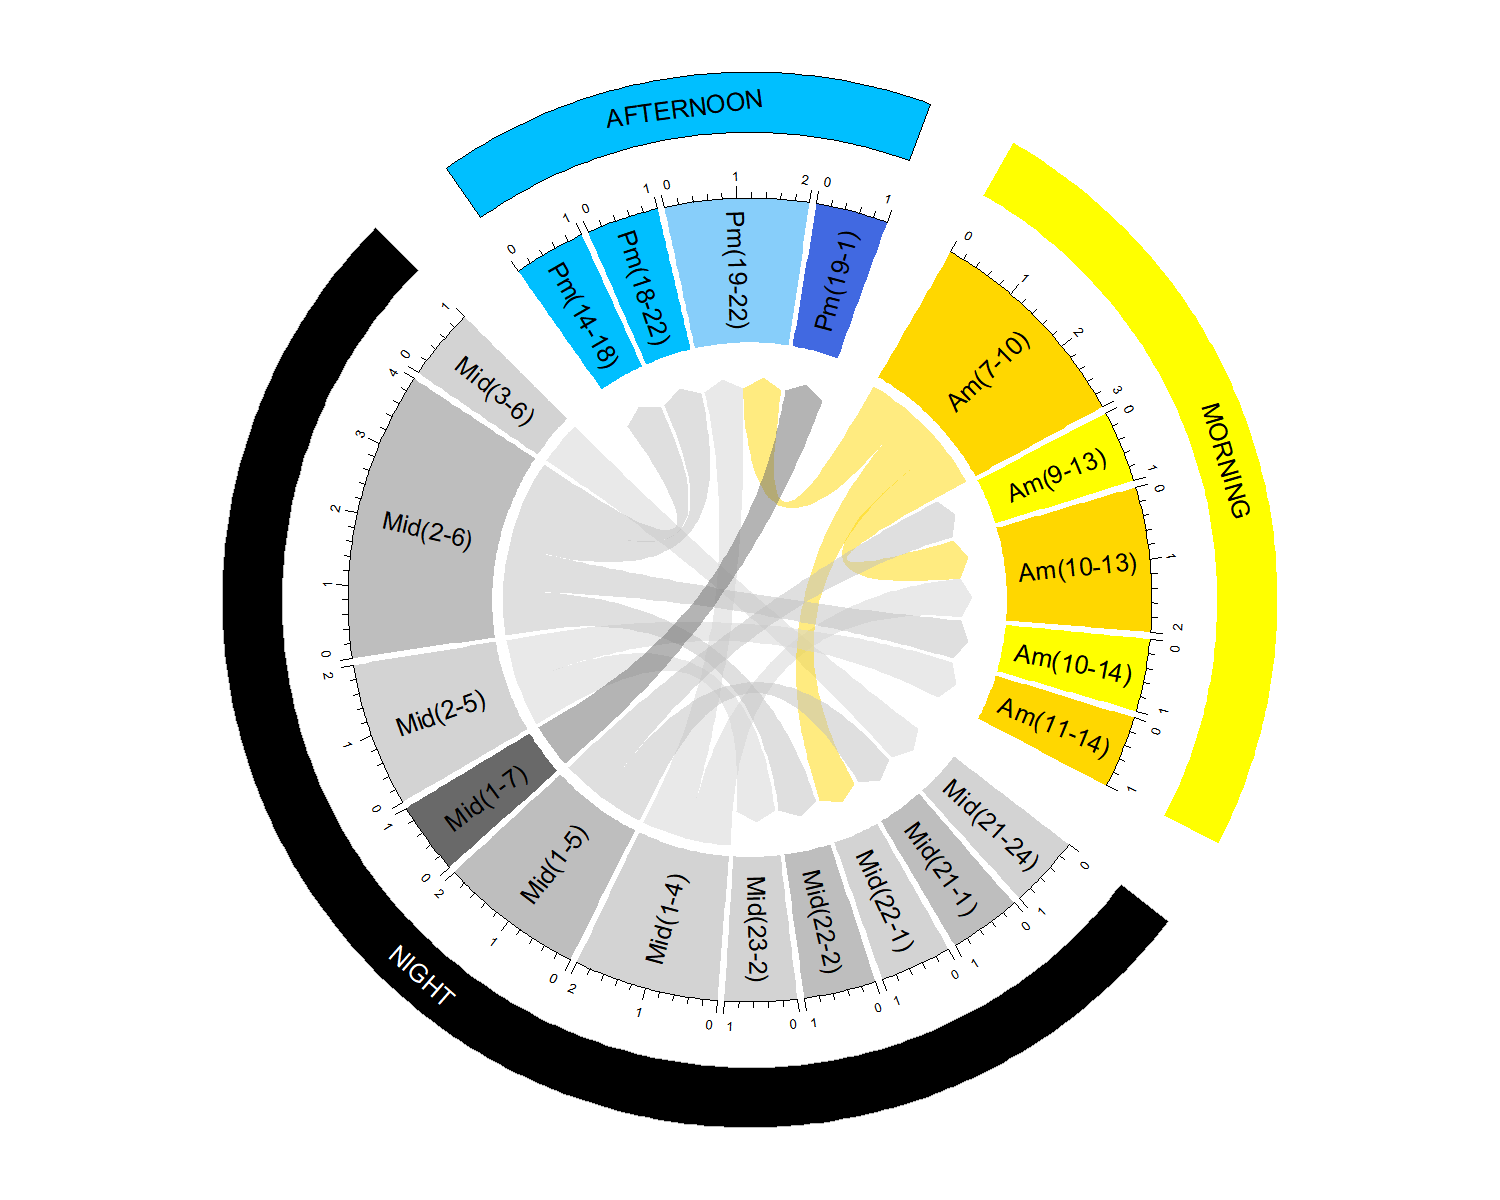 AFTERNOON
MORNING
NIGHT
Pm(14-18)
0 1
Pm(18-22)
0 1
Pm(19-22)
0 1 2
Pm(19-1)
0 1
Am(7-10)
0 1 2 3
Am(9-13)
0 1
Am(10-13)
0 1 2
Am(10-14)
0 1
Am(11-14)
0 1
Mid(21-24)
0 1
Mid(21-1)
0 1
Mid(22-1)
0 1
Mid(22-2)
0 1
Mid(23-2)
0 1
Mid(1-4)
0 1 2
Mid(1-5)
0 1 2
Mid(1-7)
0 1
Mid(2-5)
0 1 2
Mid(2-6)
0 1 2 3 4
Mid(3-6)
0 1